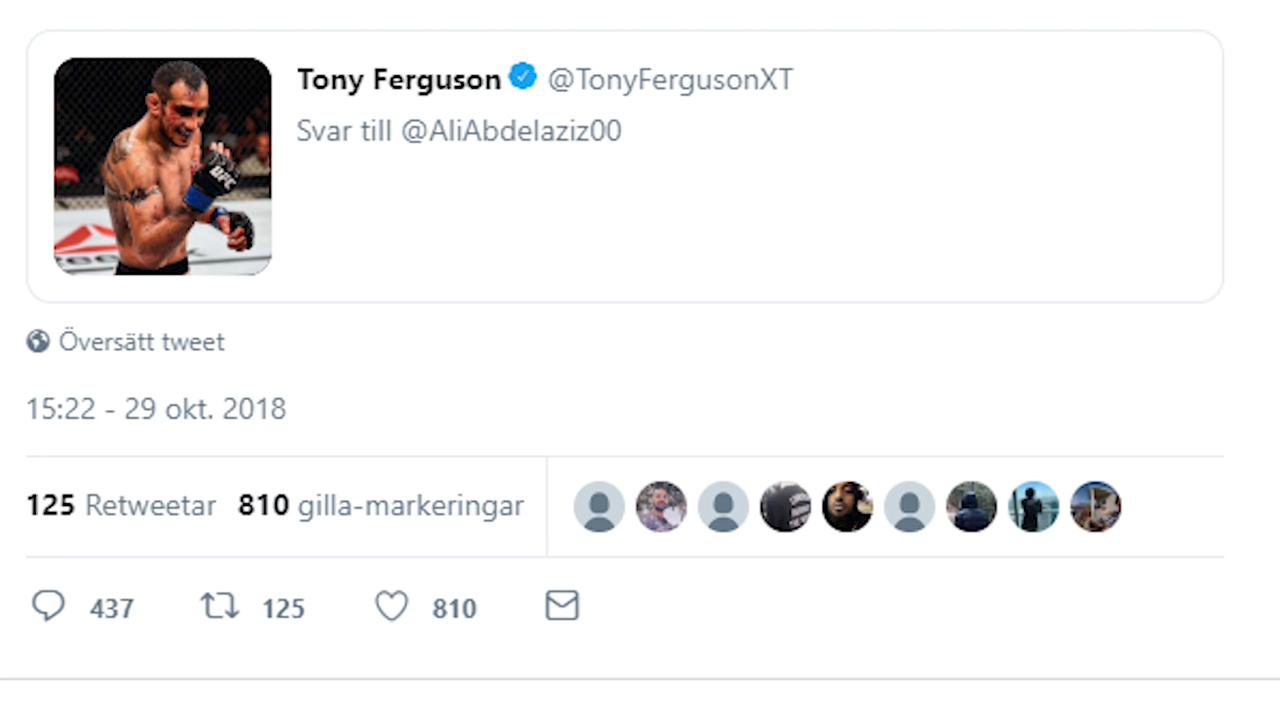 Tony Ferguson @TonyFergusonXT
Svar till @AliAbdelaziz00
UFC
Översätt tweet
15:22 - 29 okt. 2018
125 Retweetar 810 gilla-markeringar
437 125 810